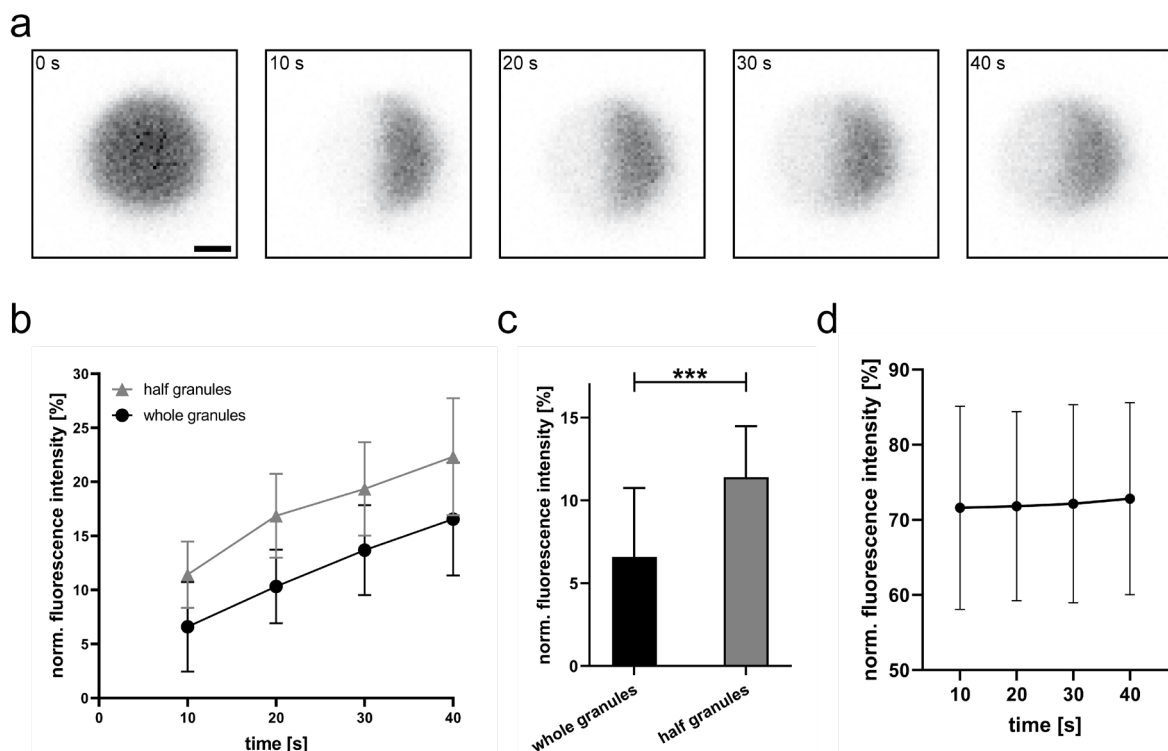 a
0 s
10 s
20 s
30 s
40 s
b
norm. fluorescence intensity [%]
30
25
20
15
10
5
0
half granules
whole granules
0
10
20
30
40
time [s]
c
norm. fluorescence intensity [%]
15
10
5
0
***
whole granules
half granules
d
norm. fluorescence intensity [%]
90
80
70
60
50
10
20
30
40
time [s]